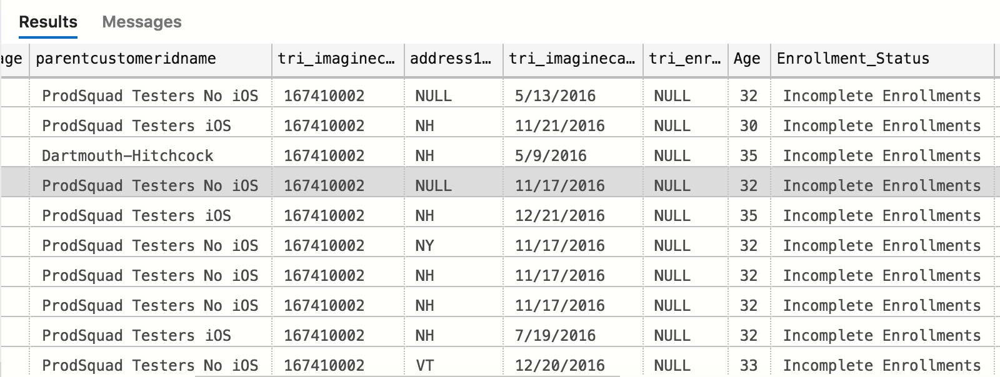 Results Messages
age parentcustomeridname tri_imaginec… address1… tri_imagineca… tri_enr… Age Enrollment_Status
ProdSquad Testers No iOS 167410002 NULL 5/13/2016 NULL 32 Incomplete Enrollments
ProdSquad Testers iOS 167410002 NH 11/21/2016 NULL 30 Incomplete Enrollments
Dartmouth-Hitchcock 167410002 NH 5/9/2016 NULL 35 Incomplete Enrollments
ProdSquad Testers No iOS 167410002 NULL 11/17/2016 NULL 32 Incomplete Enrollments
ProdSquad Testers iOS 167410002 NH 12/21/2016 NULL 35 Incomplete Enrollments
ProdSquad Testers No iOS 167410002 NY 11/17/2016 NULL 32 Incomplete Enrollments
ProdSquad Testers No iOS 167410002 NH 11/17/2016 NULL 32 Incomplete Enrollments
ProdSquad Testers No iOS 167410002 NH 11/17/2016 NULL 32 Incomplete Enrollments
ProdSquad Testers iOS 167410002 NH 7/19/2016 NULL 32 Incomplete Enrollments
ProdSquad Testers No iOS 167410002 VT 12/20/2016 NULL 33 Incomplete Enrollments